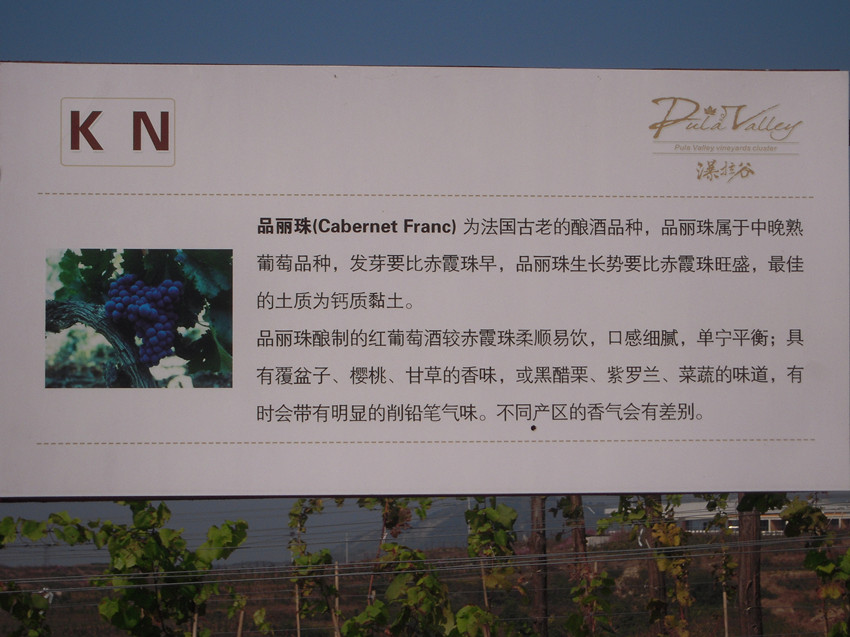 K N
Pula Valley
Pula Valley vineyards cluster
瀑拉谷
品丽珠(Cabernet Franc) 为法国古老的酿酒品种，品丽珠属于中晚熟
葡萄品种，发芽要比赤霞珠早，品丽珠生长势要比赤霞珠旺盛，最佳
的土质为钙质黏土。
品丽珠酿制的红葡萄酒较赤霞珠柔顺易饮，口感细腻，单宁平衡；具
有覆盆子、樱桃、甘草的香味，或黑醋栗、紫罗兰、菜蔬的味道，有
时会带有明显的削铅笔气味。不同产区的香气会有差别。